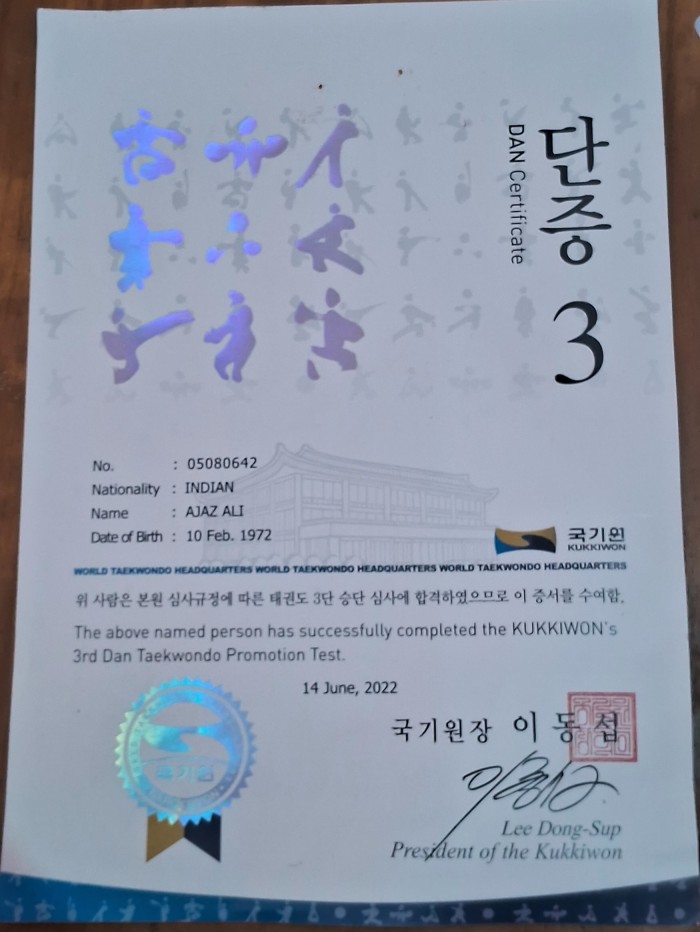 단증
DAN Certificate
3
No. : 05080642
Nationality : INDIAN
Name : AJAZ ALI
Date of Birth : 10 Feb. 1972
국기원
KUKKIWON
WORLD TAEKWONDO HEADQUARTERS WORLD TAEKWONDO HEADQUARTERS WORLD TAEKWONDO HEADQUARTERS
위 사람은 본원 심사규정에 따른 태권도 3단 승단 심사에 합격하였으므로 이 증서를 수여함.
The above named person has successfully completed the KUKKIWON's
3rd Dan Taekwondo Promotion Test.
14 June, 2022
국기원
국기원장 이동섭
Lee Dong-Sup
President of the Kukkiwon